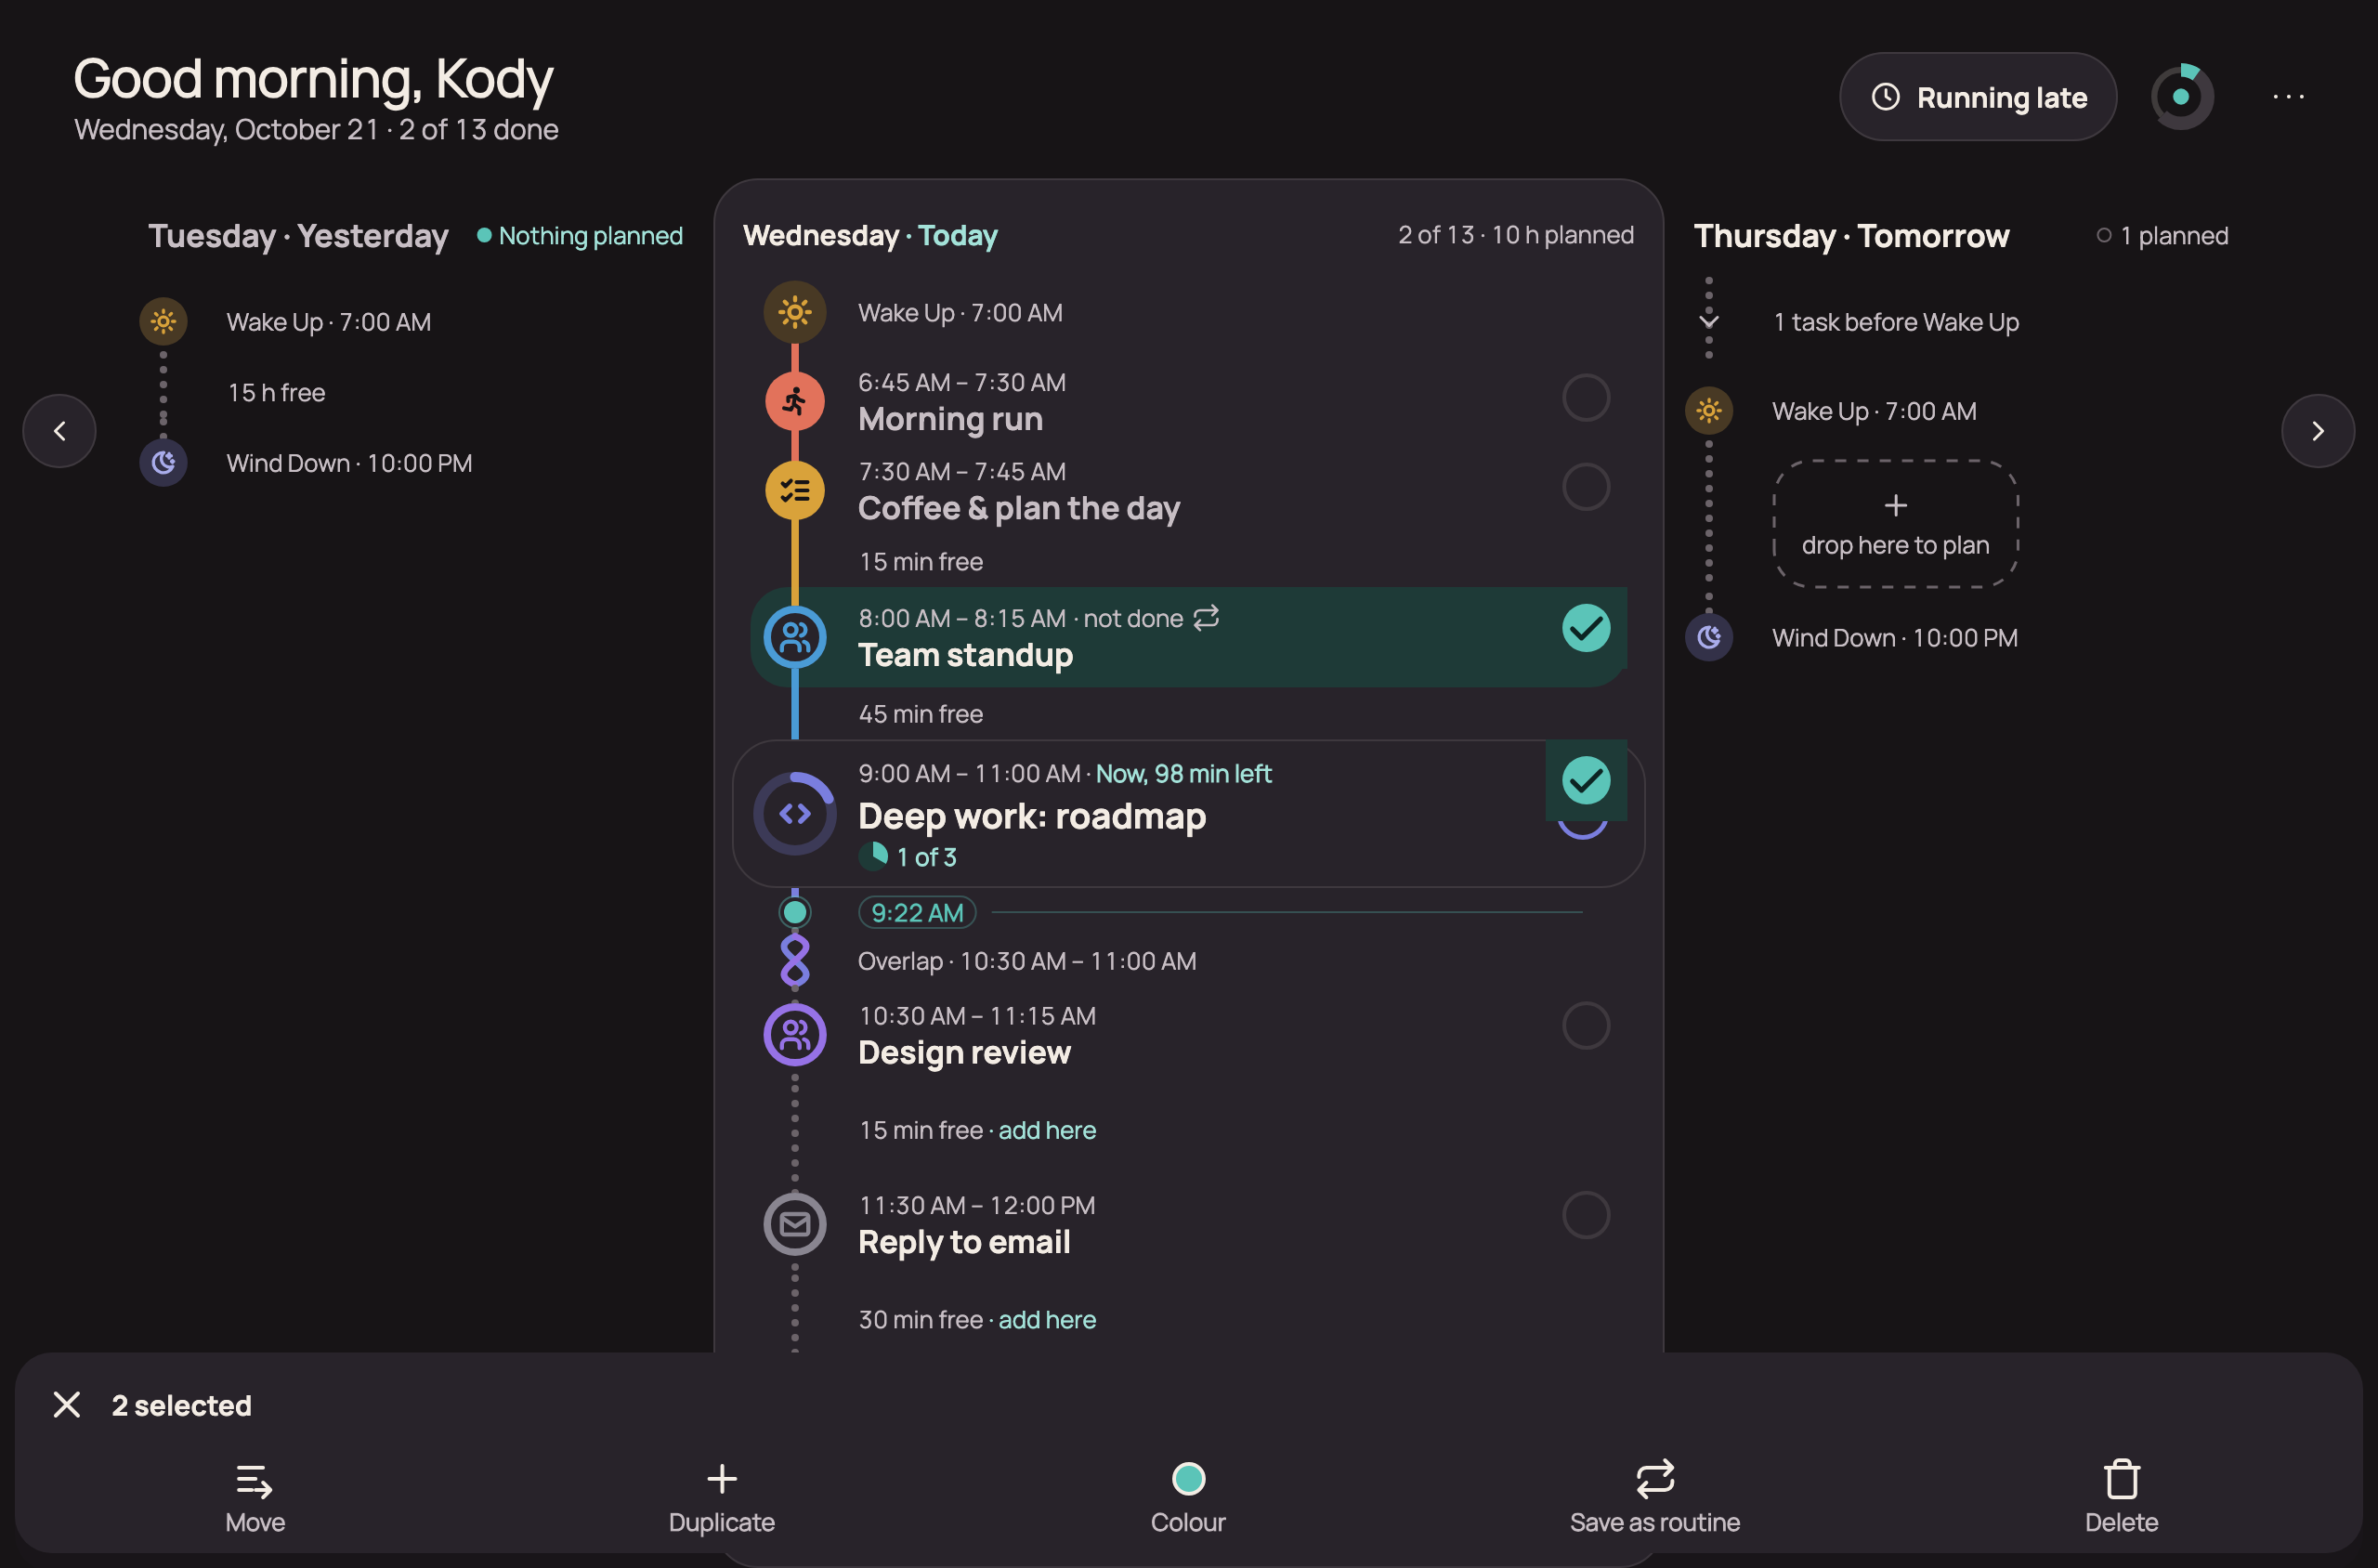 Good morning, Kody
Wednesday, October 21 · 2 of 13 done
Running late
Tuesday · Yesterday
Nothing planned
Wake Up · 7:00 AM
15 h free
Wind Down · 10:00 PM
Wednesday · Today
2 of 13 · 10 h planned
Wake Up · 7:00 AM
6:45 AM – 7:30 AM
Morning run
7:30 AM – 7:45 AM
Coffee & plan the day
15 min free
8:00 AM – 8:15 AM · not done
Team standup
45 min free
9:00 AM – 11:00 AM · Now, 98 min left
Deep work: roadmap
1 of 3
9:22 AM
Overlap · 10:30 AM – 11:00 AM
10:30 AM – 11:15 AM
Design review
15 min free · add here
11:30 AM – 12:00 PM
Reply to email
30 min free · add here
Thursday · Tomorrow
1 planned
1 task before Wake Up
Wake Up · 7:00 AM
drop here to plan
Wind Down · 10:00 PM
2 selected
Move
Duplicate
Colour
Save as routine
Delete